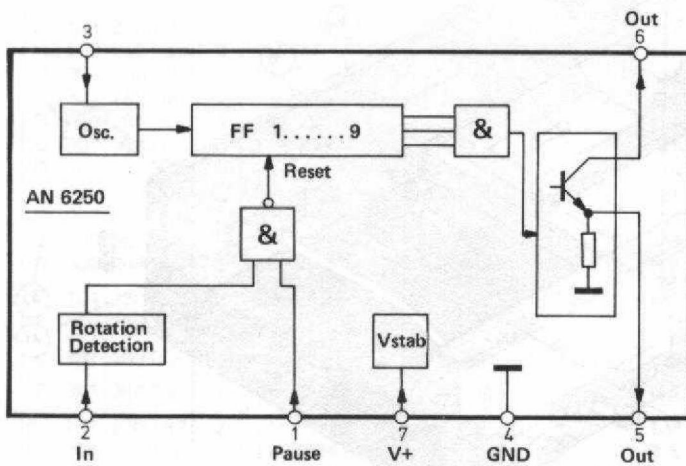 Out
3
6
Osc.
FF 1......9
&
Reset
AN 6250
&
Rotation
Detection
Vstab
2
1
7
4
5
In
Pause
V+
GND
Out